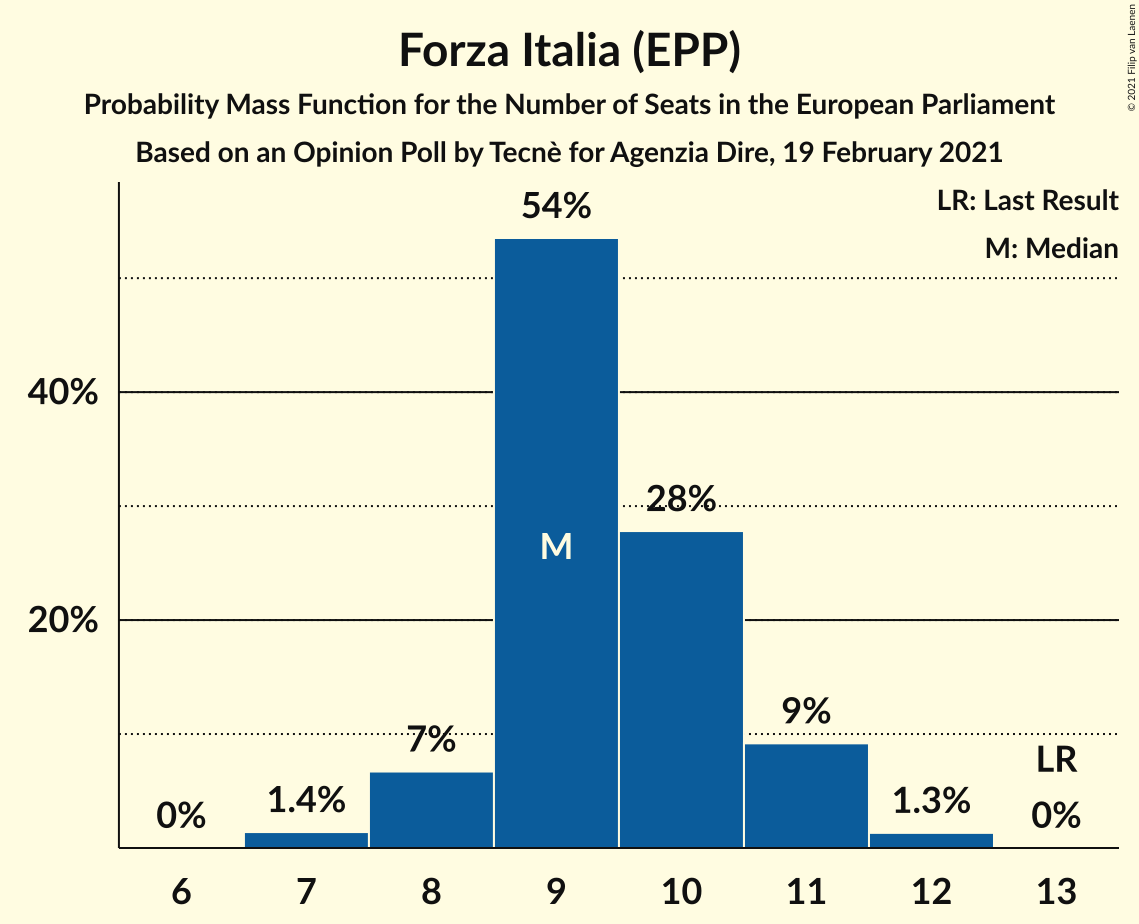 Forza Italia (EPP)
Probability Mass Function for the Number of Seats in the European Parliament
Based on an Opinion Poll by Tecnè for Agenzia Dire, 19 February 2021
© 2021 Filip van Laenen
LR: Last Result
M: Median
54%
40%
28%
M
20%
9%
7%
LR
1.4%
1.3%
0%
0%
6 7 8 9 10 11 12 13